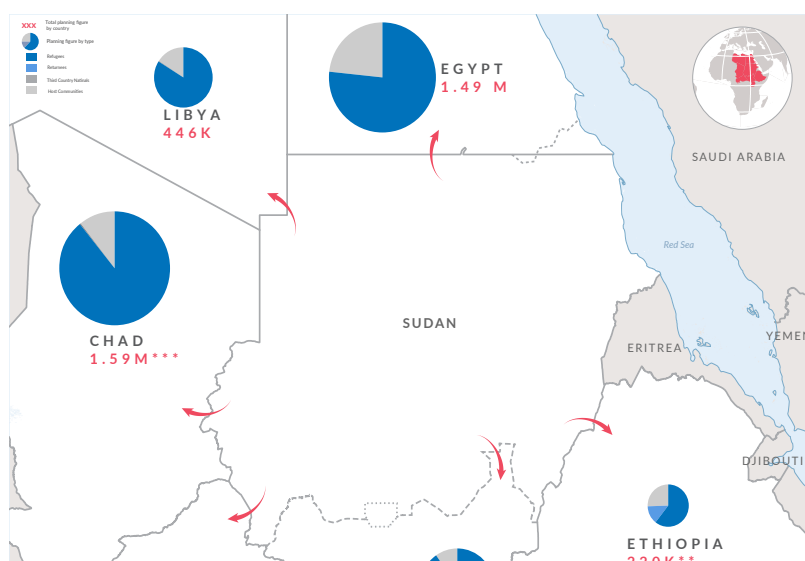 XXX
Total planning figure
by country
Planning figure by type
Refugees
Returnees
Third Country Nationals
Host Communities
LIBYA
446K
EGYPT
1.49 M
SAUDI ARABIA
Red Sea
CHAD
1.59M***
SUDAN
ERITREA
YEMEN
DJIBOUTI
ETHIOPIA